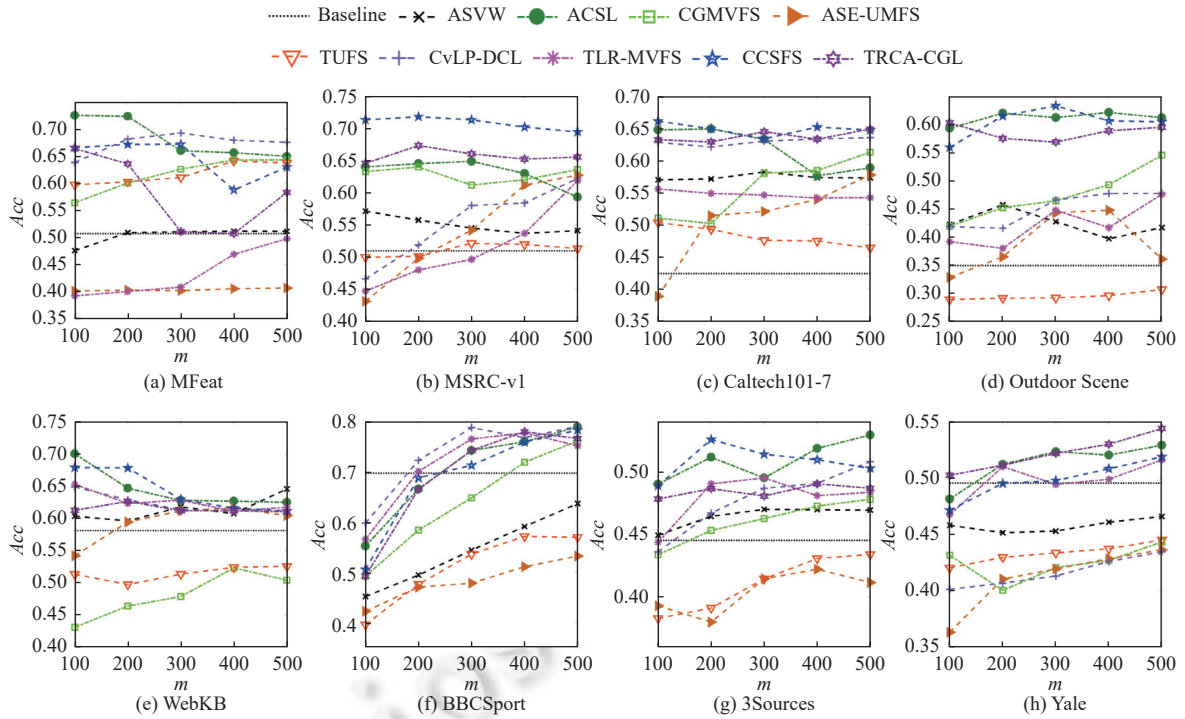 Baseline ASVW ACSL CGMVFS ASE-UMFS
TUFS CvLP-DCL TLR-MVFS CCSFS TRCA-CGL
0.70
0.65
0.60
0.55
0.50
0.45
0.40
0.35
Acc
100 200 300 400 500
m
(a) MFeat
0.75
0.70
0.65
0.60
0.55
0.50
0.45
0.40
Acc
100 200 300 400 500
m
(b) MSRC-v1
0.70
0.65
0.60
0.55
0.50
0.45
0.40
0.35
Acc
100 200 300 400 500
m
(c) Caltech101-7
0.65
0.60
0.55
0.50
0.45
0.40
0.35
0.30
0.25
Acc
100 200 300 400 500
m
(d) Outdoor Scene
0.75
0.70
0.65
0.60
0.55
0.50
0.45
0.40
Acc
100 200 300 400 500
m
(e) WebKB
0.8
0.7
0.6
0.5
0.4
Acc
100 200 300 400 500
m
(f) BBCSport
0.50
0.45
0.40
Acc
100 200 300 400 500
m
(g) 3Sources
0.55
0.50
0.45
0.40
0.35
Acc
100 200 300 400 500
m
(h) Yale